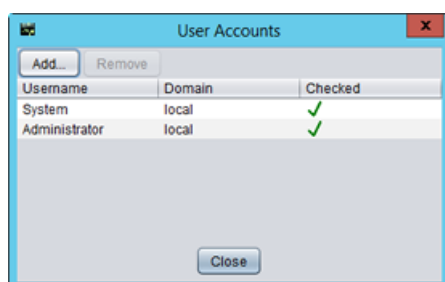 User Accounts
x
Add... Remove
Username Domain Checked
System local
Administrator local
Close